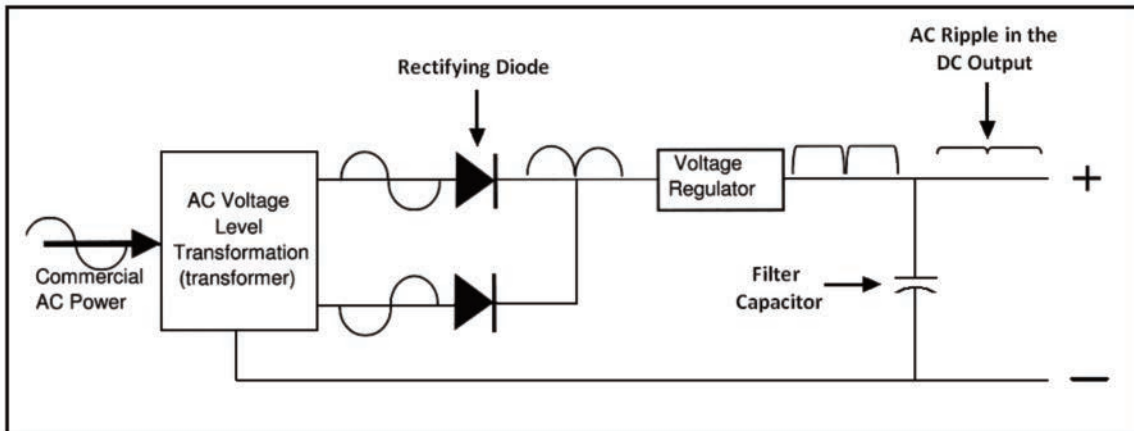 AC Ripple in the
DC Output
Rectifying Diode
Voltage
Regulator
AC Voltage
Level
Transformation
(transformer)
Commercial
AC Power
Filter
Capacitor
+
—